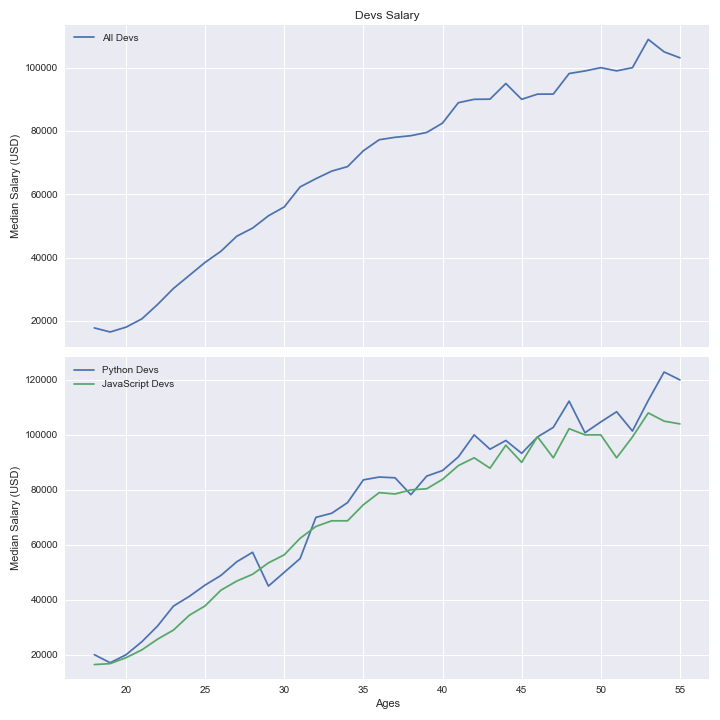 Devs Salary
All Devs
Median Salary (USD)
100000
80000
60000
40000
20000
Python Devs
JavaScript Devs
Median Salary (USD)
120000
100000
80000
60000
40000
20000
20 25 30 35 40 45 50 55
Ages